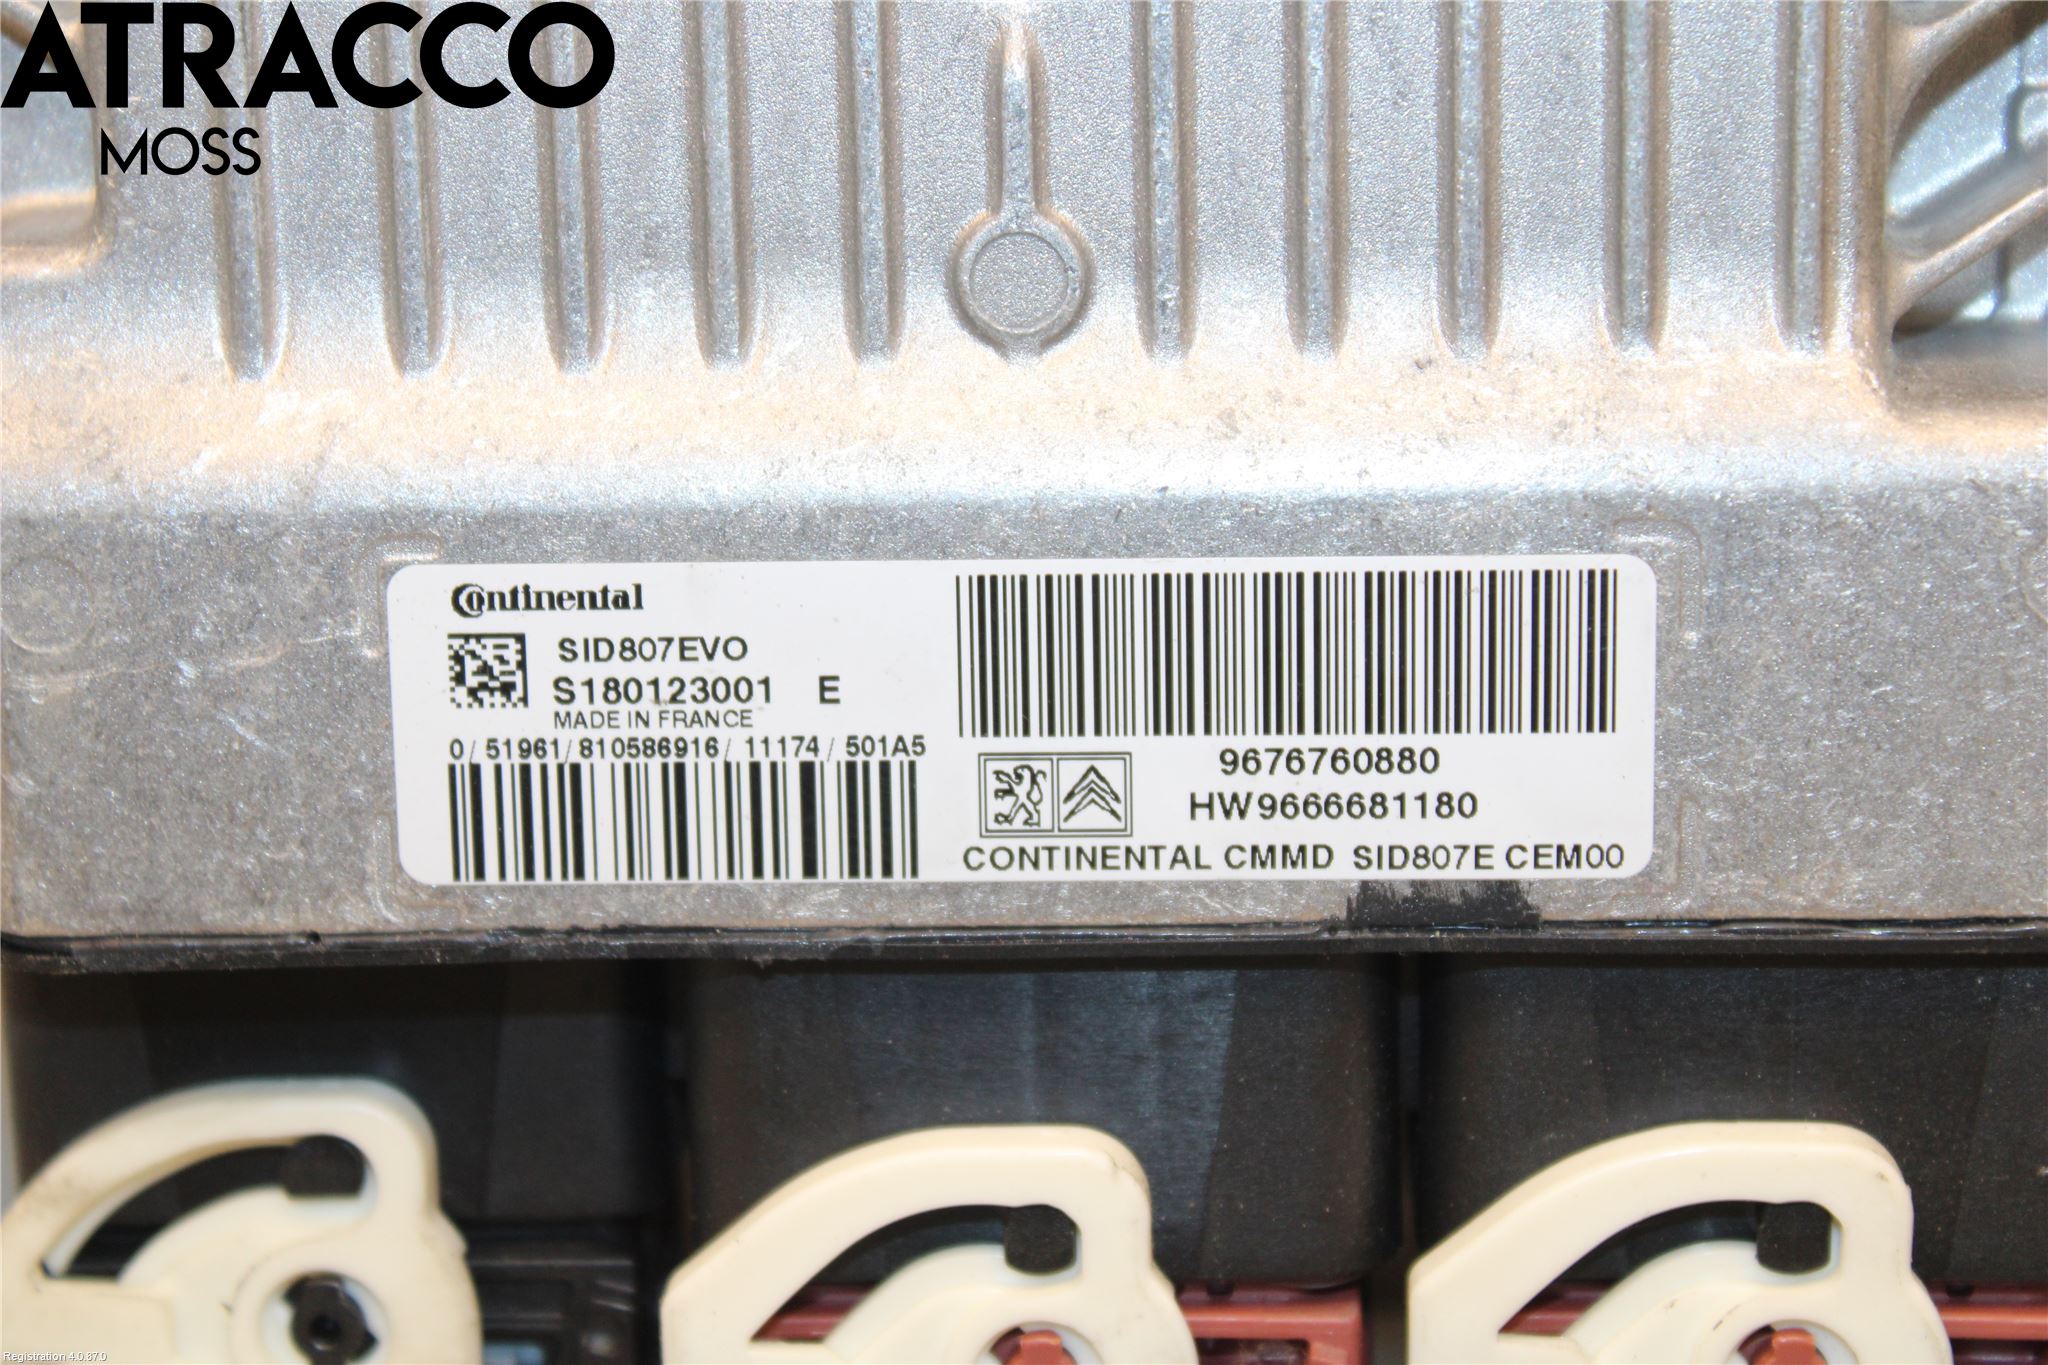 ATRACCO
MOSS
Continental
SID807EVO
S180123001 E
MADE IN FRANCE
0/51961/810586916/11174/501A5
9676760880
HW9666681180
CONTINENTAL CMMD SID807E CEM00
Registration 4.0.87.0